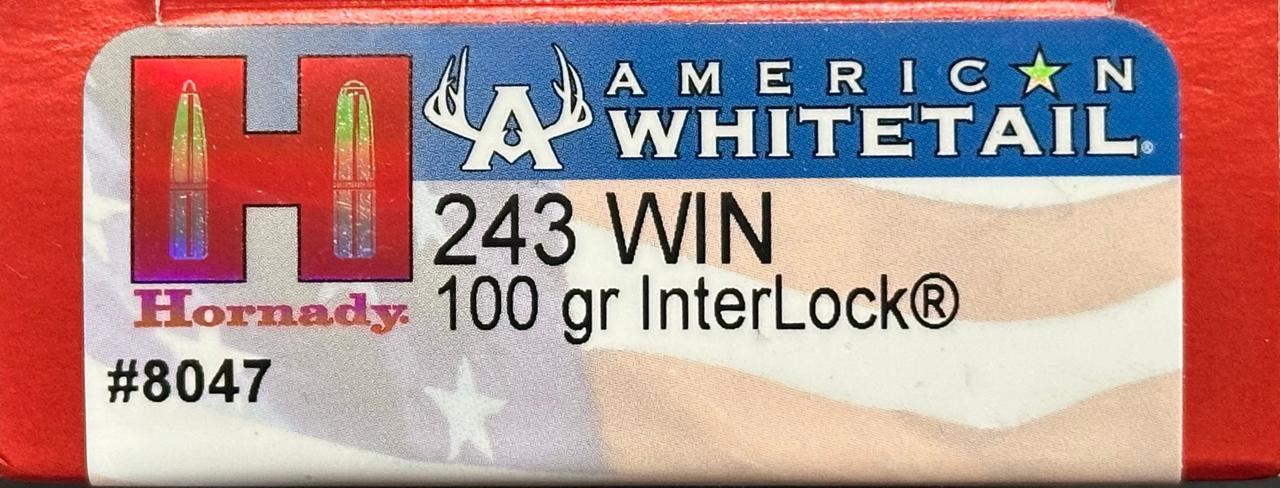 H
Hornady.
A
AMERICAN
WHITETAIL®
243 WIN
100 gr InterLock®
#8047